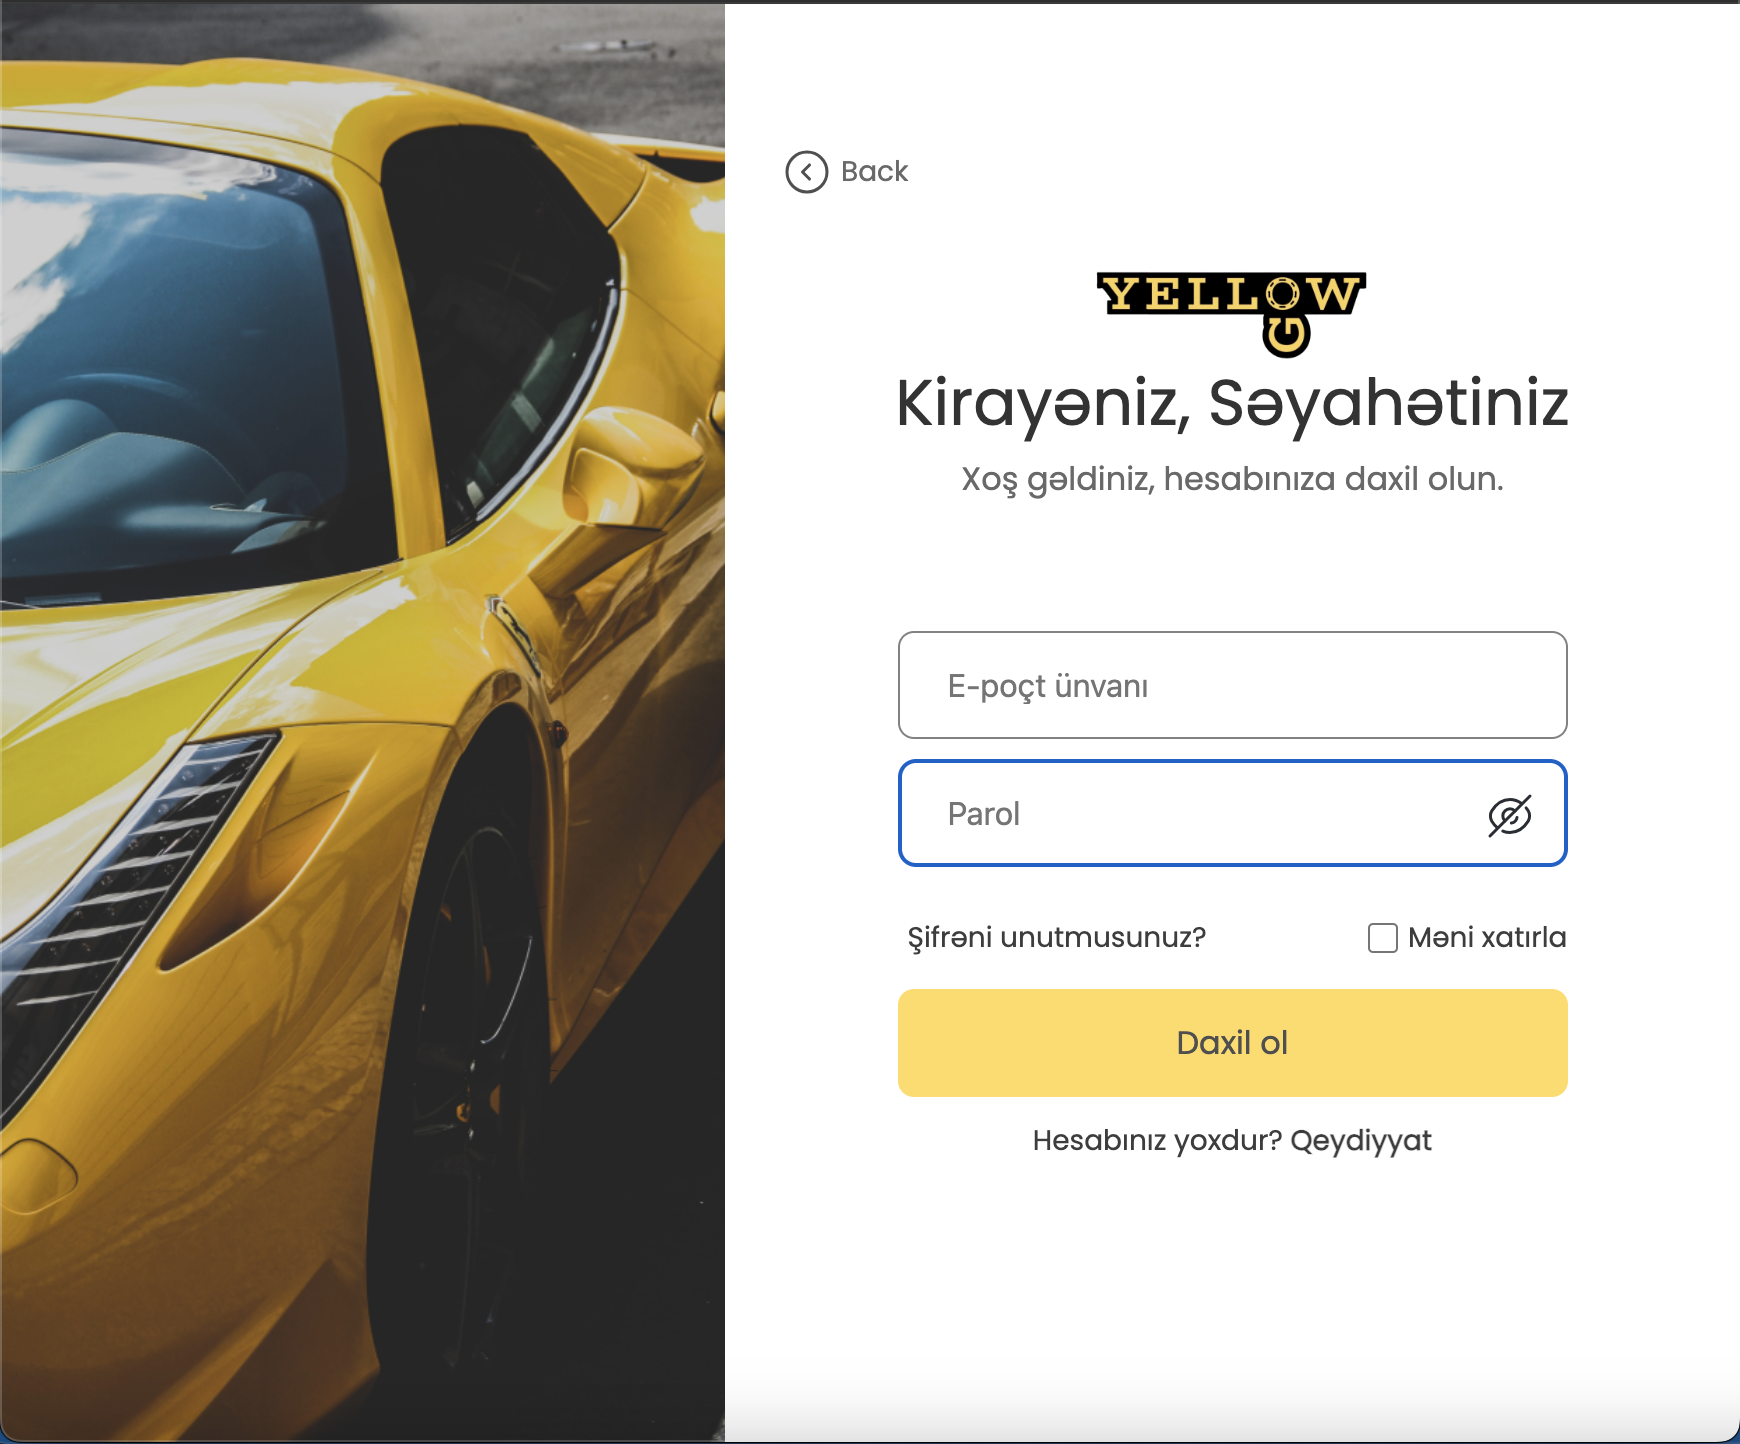 Back
YELLOW
GO
Kirayəniz, Səyahətiniz
Xoş gəldiniz, hesabınıza daxil olun.
E-poçt ünvanı
Parol
Şifrəni unutmusunuz?
Məni xatırla
Daxil ol
Hesabınız yoxdur? Qeydiyyat